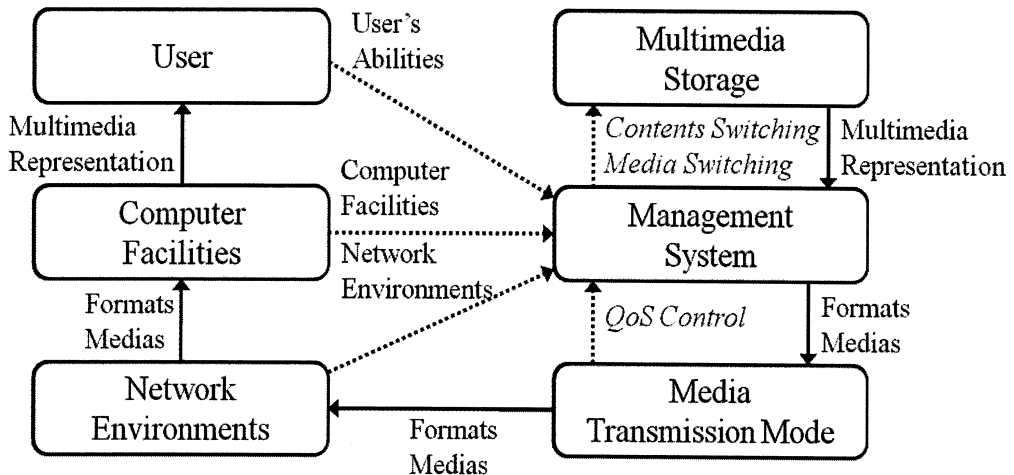 User
User's
Abilities
Multimedia
Storage
Multimedia
Representation
Contents Switching
Media Switching
Multimedia
Representation
Computer
Facilities
Computer
Facilities
Network
Environments
Management
System
Formats
Medias
QoS Control
Formats
Medias
Network
Environments
Formats
Medias
Media
Transmission Mode